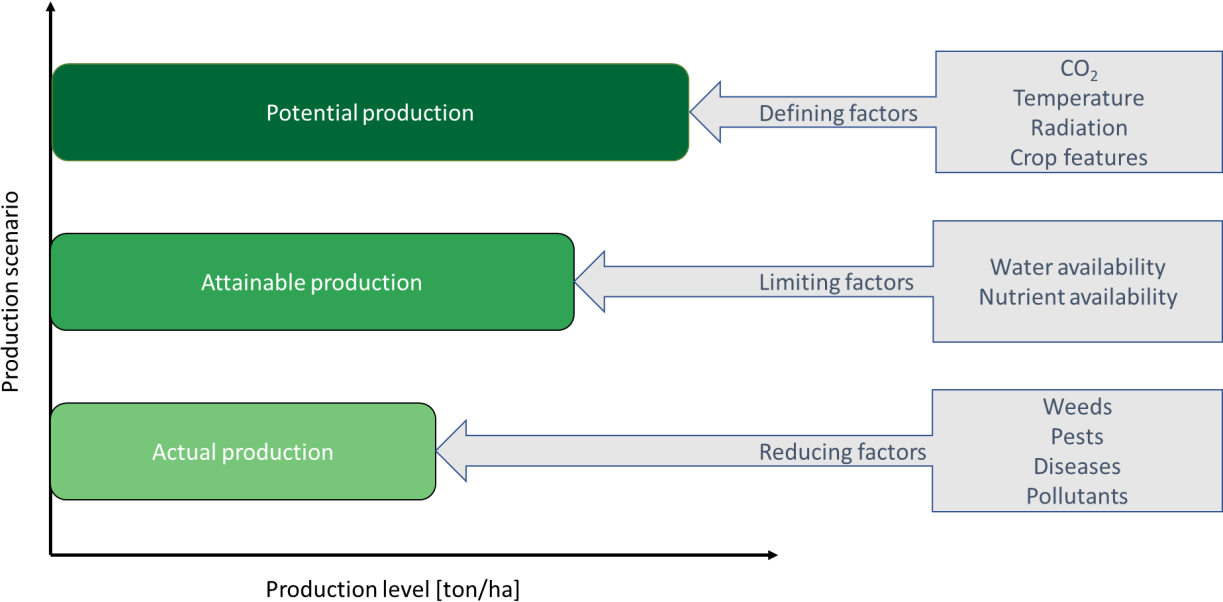 Production scenario
Potential production
Defining factors
CO₂
Temperature
Radiation
Crop features
Attainable production
Limiting factors
Water availability
Nutrient availability
Actual production
Reducing factors
Weeds
Pests
Diseases
Pollutants
Production level [ton/ha]